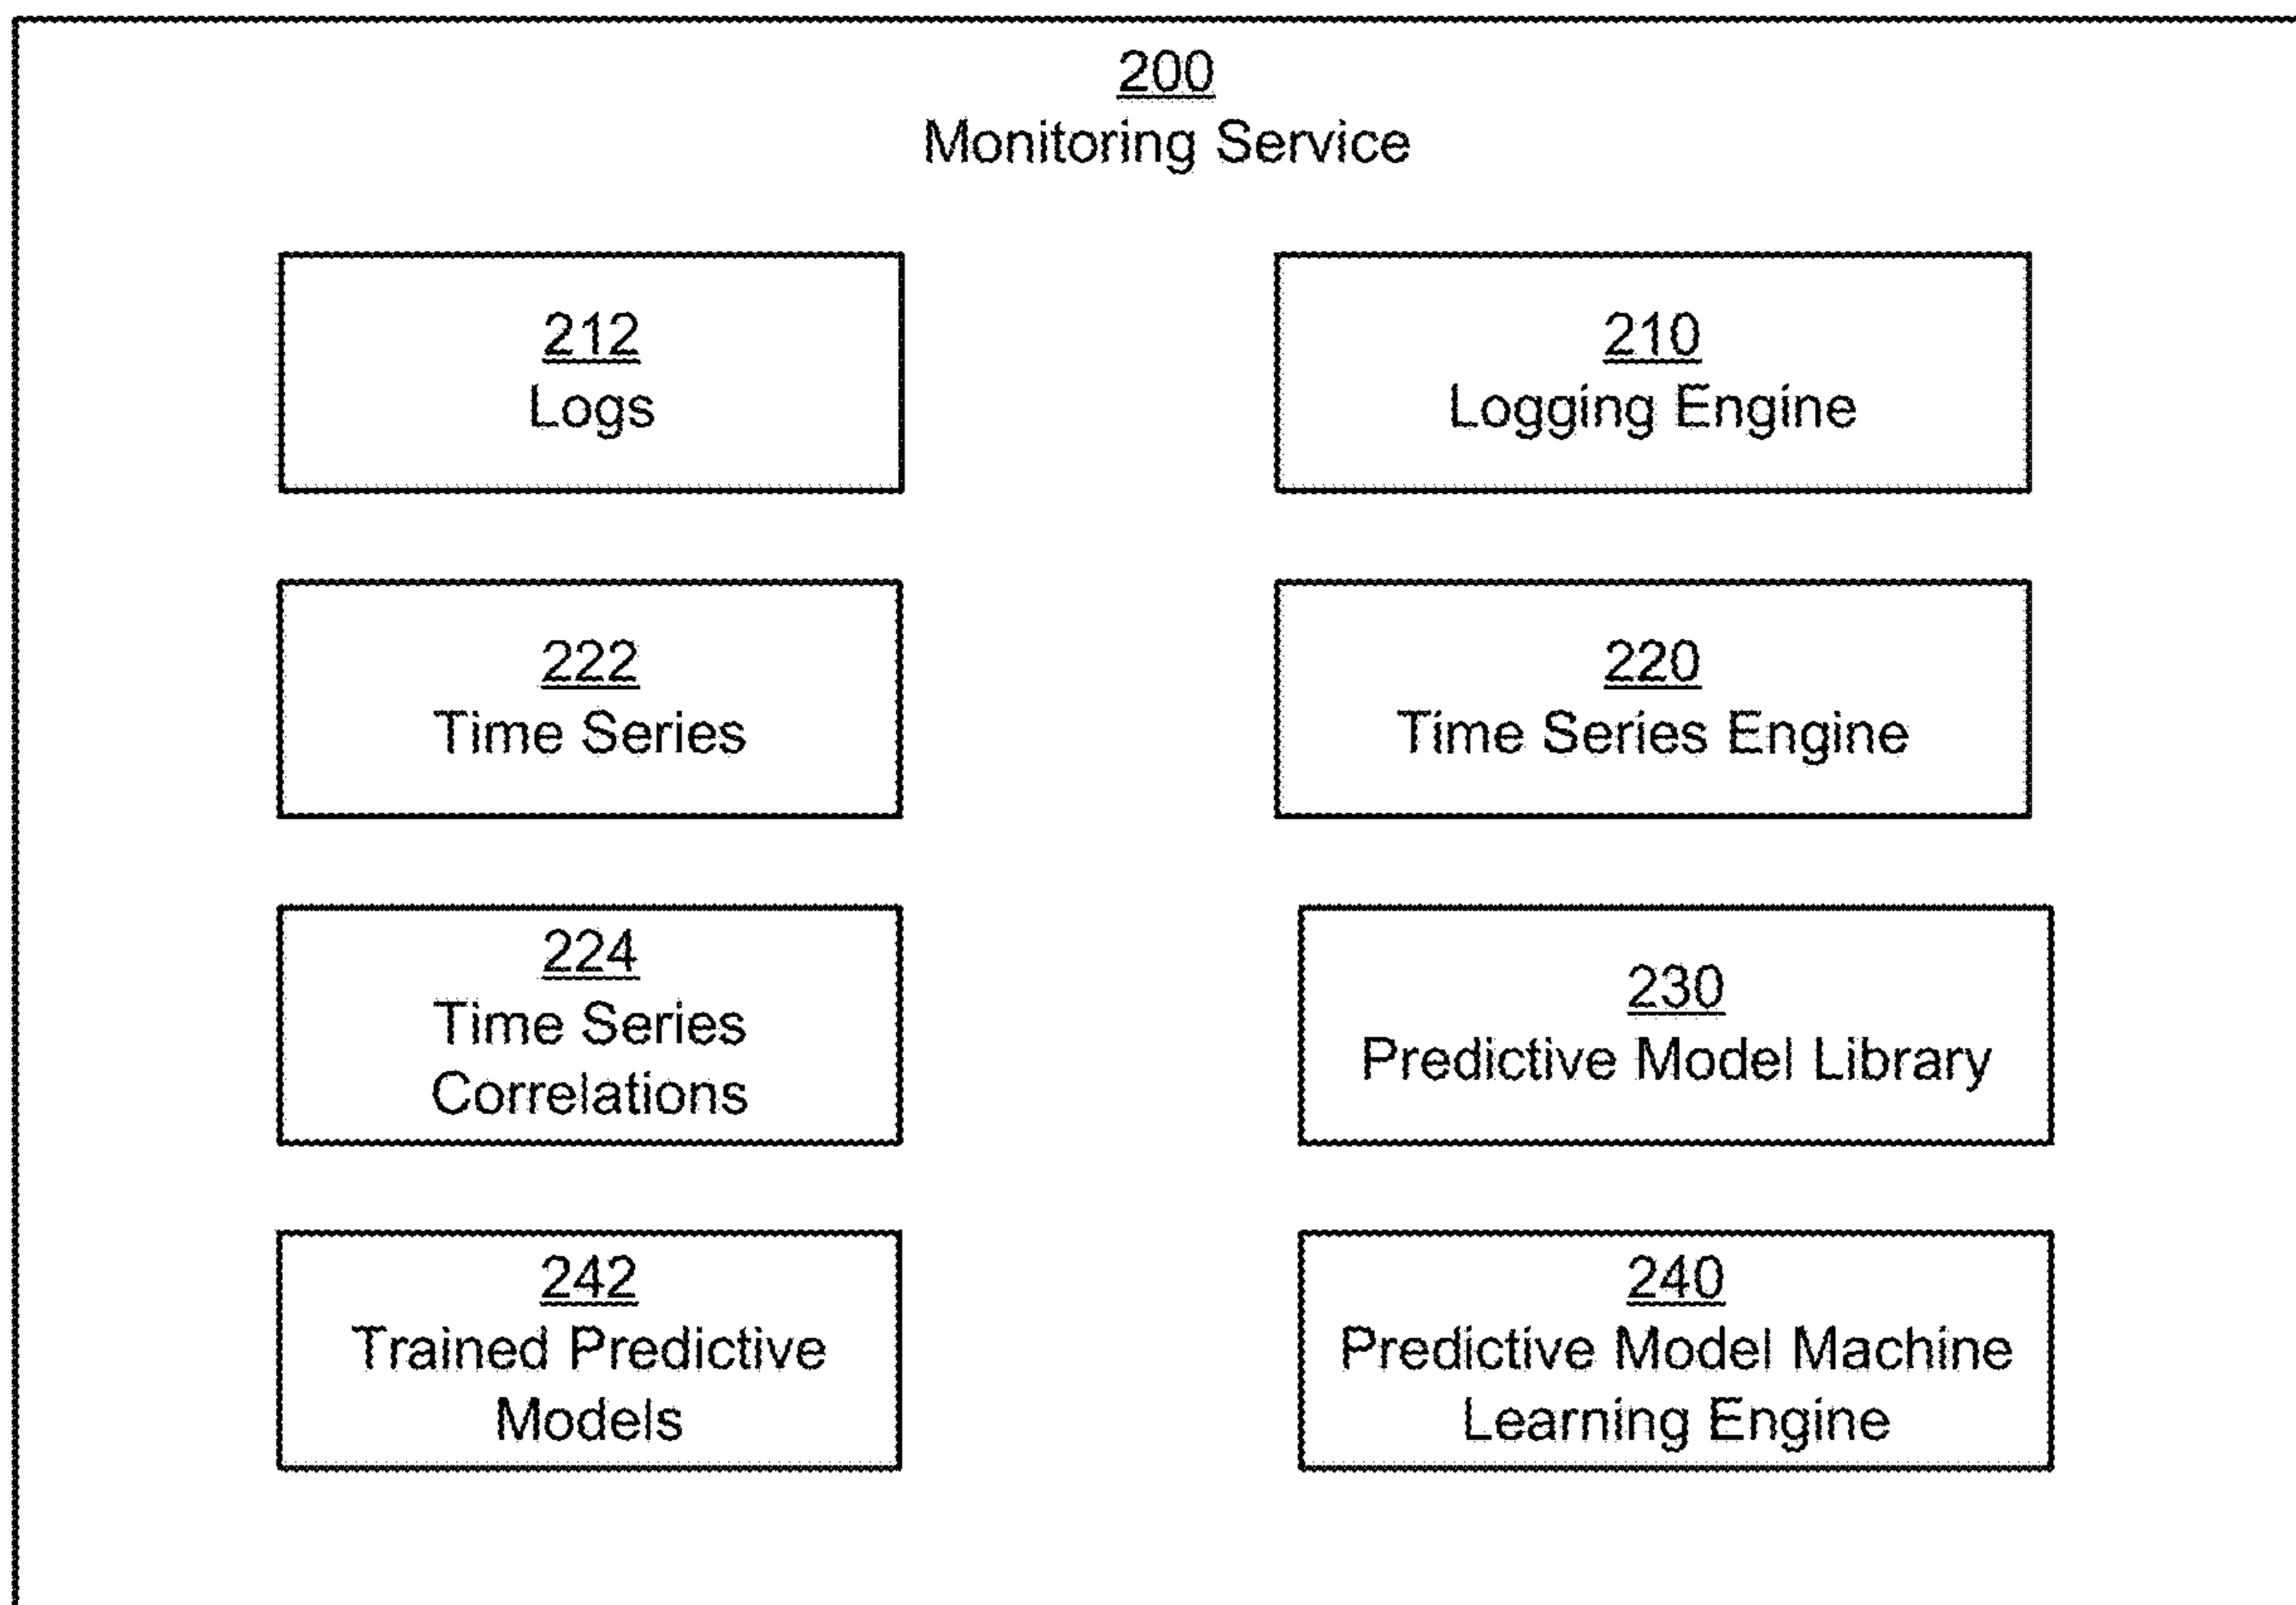 200
Monitoring Service
212
Logs
210
Logging Engine
222
Time Series
220
Time Series Engine
224
Time Series
Correlations
230
Predictive Model Library
242
Trained Predictive
Models
240
Predictive Model Machine
Learning Engine